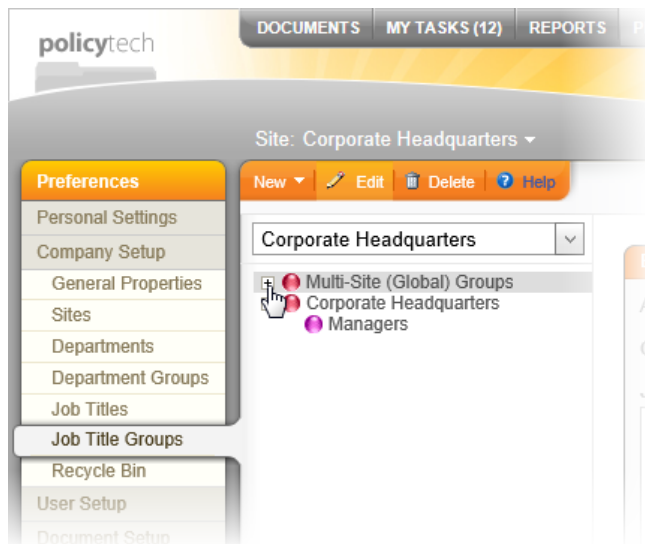 policytech
DOCUMENTS MY TASKS (12) REPORTS
Site: Corporate Headquarters
Preferences
New Edit Delete Help
Personal Settings
Company Setup
General Properties
Sites
Departments
Department Groups
Job Titles
Job Title Groups
Recycle Bin
User Setup
Document Setup
Corporate Headquarters
Multi-Site (Global) Groups
Corporate Headquarters
Managers